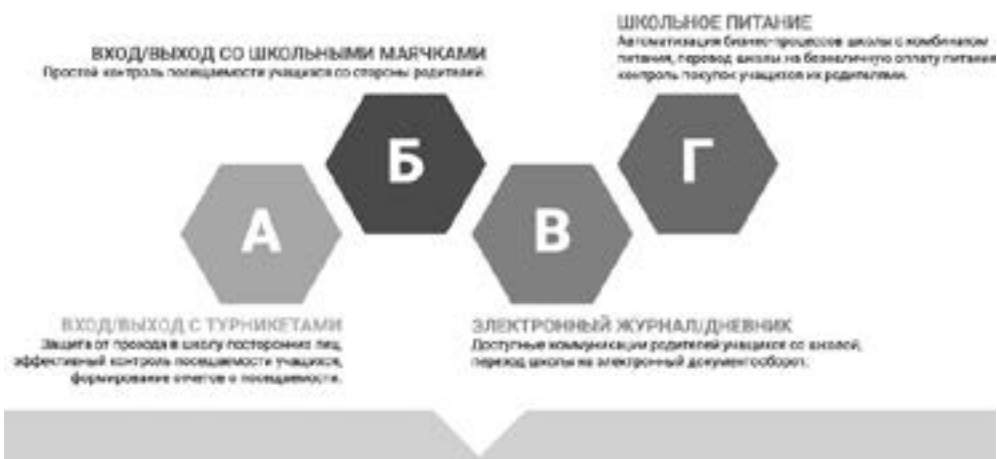 ШКОЛЬНОЕ ПИТАНИЕ
Автоматизация бизнес-процессов школы с комбинатом
питания, перевод школы на безналичную оплату питания
контроль покупок учащихся их родителями.
ВХОД/ВЫХОД СО ШКОЛЬНЫМИ МАЯЧКАМИ
Простой контроль посещаемости учащихся со стороны родителей.
Б
Г
А
В
ВХОД/ВЫХОД С ТУРНИКЕТАМИ
Защита от прохода в школу посторонних лиц,
эффективный контроль посещаемости учащихся,
формирование отчетов о посещаемости.
ЭЛЕКТРОННЫЙ ЖУРНАЛ/ДНЕВНИК
Доступные коммуникации родителей учащихся со школой,
переход школы на электронный документооборот.